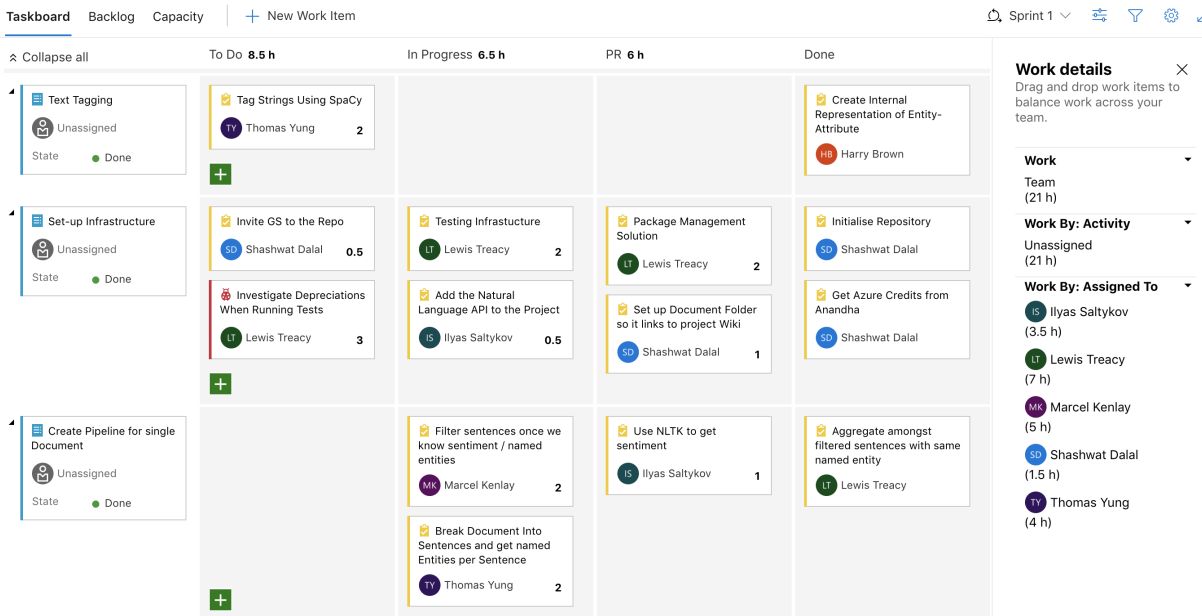 Taskboard Backlog Capacity New Work Item Sprint 1
Collapse all
To Do 8.5 h
In Progress 6.5 h
PR 6 h
Done
Text Tagging
Unassigned
State Done
Tag Strings Using SpaCy
TY Thomas Yung 2
Create Internal
Representation of Entity-
Attribute
HB Harry Brown
Set-up Infrastructure
Unassigned
State Done
Invite GS to the Repo
SD Shashwat Dalal 0.5
Investigate Depreciations
When Running Tests
LT Lewis Treacy 3
Testing Infrastucture
LT Lewis Treacy 2
Add the Natural
Language API to the Project
IS Ilyas Saltykov 0.5
Package Management
Solution
LT Lewis Treacy 2
Set up Document Folder
so it links to project Wiki
SD Shashwat Dalal 1
Initialise Repository
SD Shashwat Dalal
Get Azure Credits from
Anandha
SD Shashwat Dalal
Create Pipeline for single
Document
Unassigned
State Done
Filter sentences once we
know sentiment / named
entities
MK Marcel Kenlay 2
Break Document Into
Sentences and get named
Entities per Sentence
TY Thomas Yung 2
Use NLTK to get
sentiment
IS Ilyas Saltykov 1
Aggregate amongst
filtered sentences with same
named entity
LT Lewis Treacy
Work details
Drag and drop work items to
balance work across your
team.
Work
Team
(21 h)
Work By: Activity
Unassigned
(21 h)
Work By: Assigned To
IS Ilyas Saltykov
(3.5 h)
LT Lewis Treacy
(7 h)
MK Marcel Kenlay
(5 h)
SD Shashwat Dalal
(1.5 h)
TY Thomas Yung
(4 h)